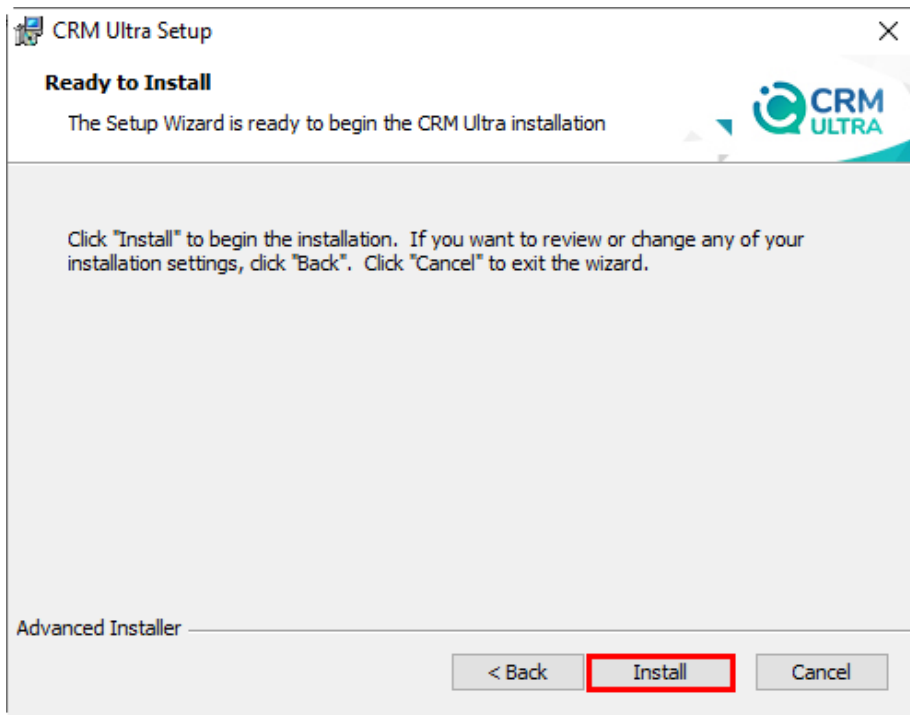 CRM Ultra Setup
Ready to Install
The Setup Wizard is ready to begin the CRM Ultra installation
CRM
ULTRA
Click "Install" to begin the installation.  If you want to review or change any of your
installation settings, click "Back".  Click "Cancel" to exit the wizard.
Advanced Installer
< Back
Install
Cancel